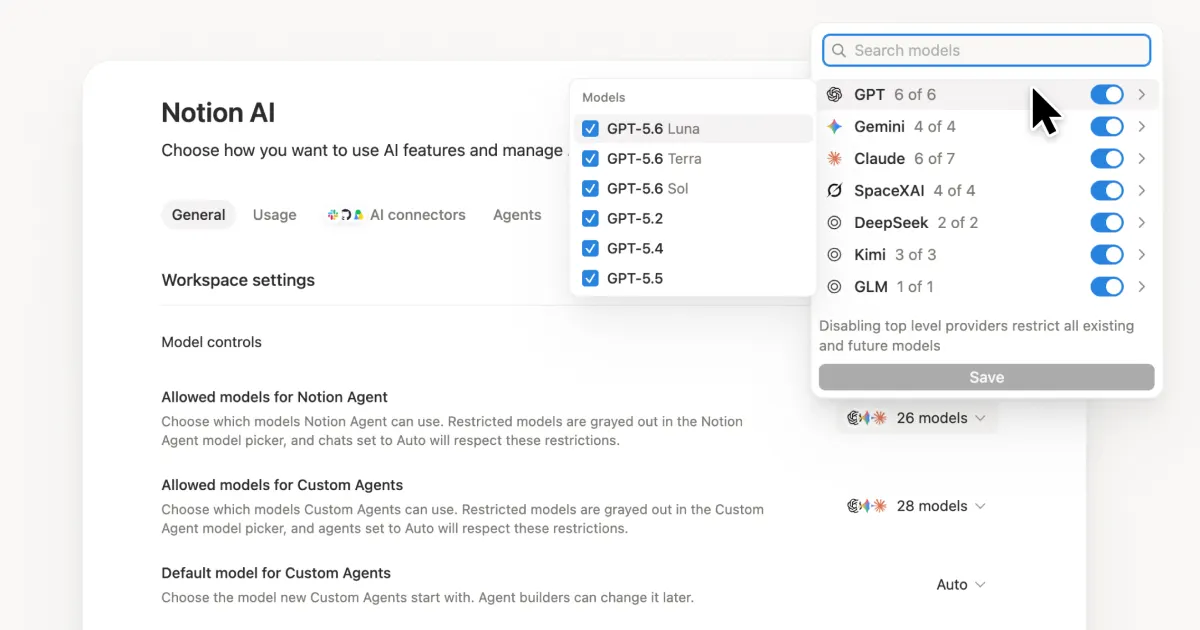 Notion AI
Choose how you want to use AI features and manage
General
Usage
AI connectors
Agents
Workspace settings
Model controls
Allowed models for Notion Agent
Choose which models Notion Agent can use. Restricted models are grayed out in the Notion
Agent model picker, and chats set to Auto will respect these restrictions.
26 models
Allowed models for Custom Agents
Choose which models Custom Agents can use. Restricted models are grayed out in the Custom
Agent model picker, and agents set to Auto will respect these restrictions.
28 models
Default model for Custom Agents
Choose the model new Custom Agents start with. Agent builders can change it later.
Auto
Models
GPT-5.6 Luna
GPT-5.6 Terra
GPT-5.6 Sol
GPT-5.2
GPT-5.4
GPT-5.5
Search models
GPT 6 of 6
Gemini 4 of 4
Claude 6 of 7
SpaceXAI 4 of 4
DeepSeek 2 of 2
Kimi 3 of 3
GLM 1 of 1
Disabling top level providers restrict all existing
and future models
Save